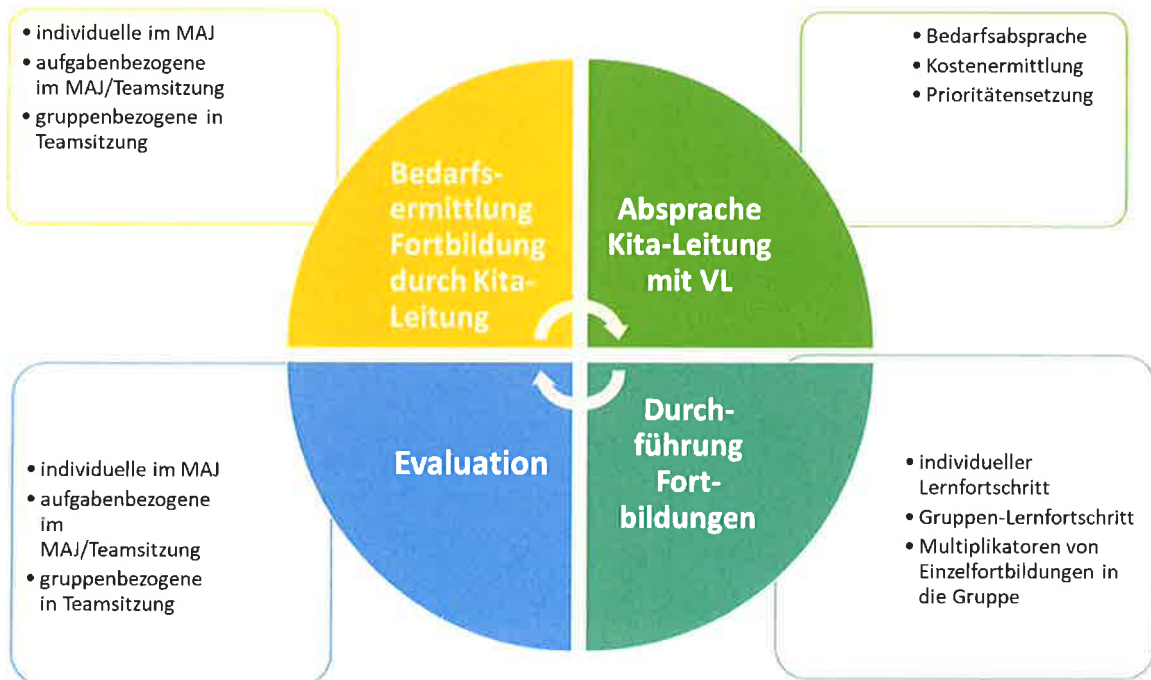 • individuelle im MAJ
• aufgabenbezogene
im MAJ/Teamsitzung
• gruppenbezogene in
Teamsitzung
Bedarfs-
ermittlung
Fortbildung
durch Kita-
Leitung
• Bedarfsabsprache
• Kostenermittlung
• Prioritätensetzung
Absprache
Kita-Leitung
mit VL
• individuelle im MAJ
• aufgabenbezogene
im
MAJ/Teamsitzung
• gruppenbezogene
in Teamsitzung
Evaluation
Durch-
führung
Fort-
bildungen
• individueller
Lernfortschritt
• Gruppen-Lernfortschritt
• Multiplikatoren von
Einzelfortbildungen in
die Gruppe